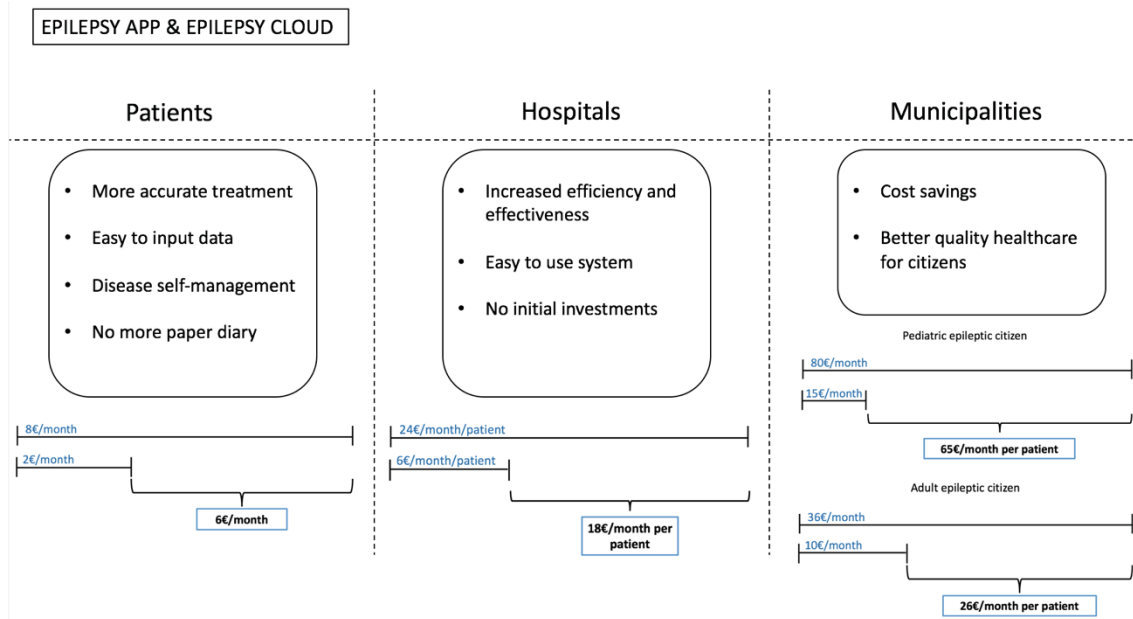 EPILEPSY APP & EPILEPSY CLOUD
Patients
• More accurate treatment
• Easy to input data
• Disease self-management
• No more paper diary
8€/month
2€/month
6€/month
Hospitals
• Increased efficiency and
effectiveness
• Easy to use system
• No initial investments
24€/month/patient
6€/month/patient
18€/month per
patient
Municipalities
• Cost savings
• Better quality healthcare
for citizens
Pediatric epileptic citizen
80€/month
15€/month
65€/month per patient
Adult epileptic citizen
36€/month
10€/month
26€/month per patient